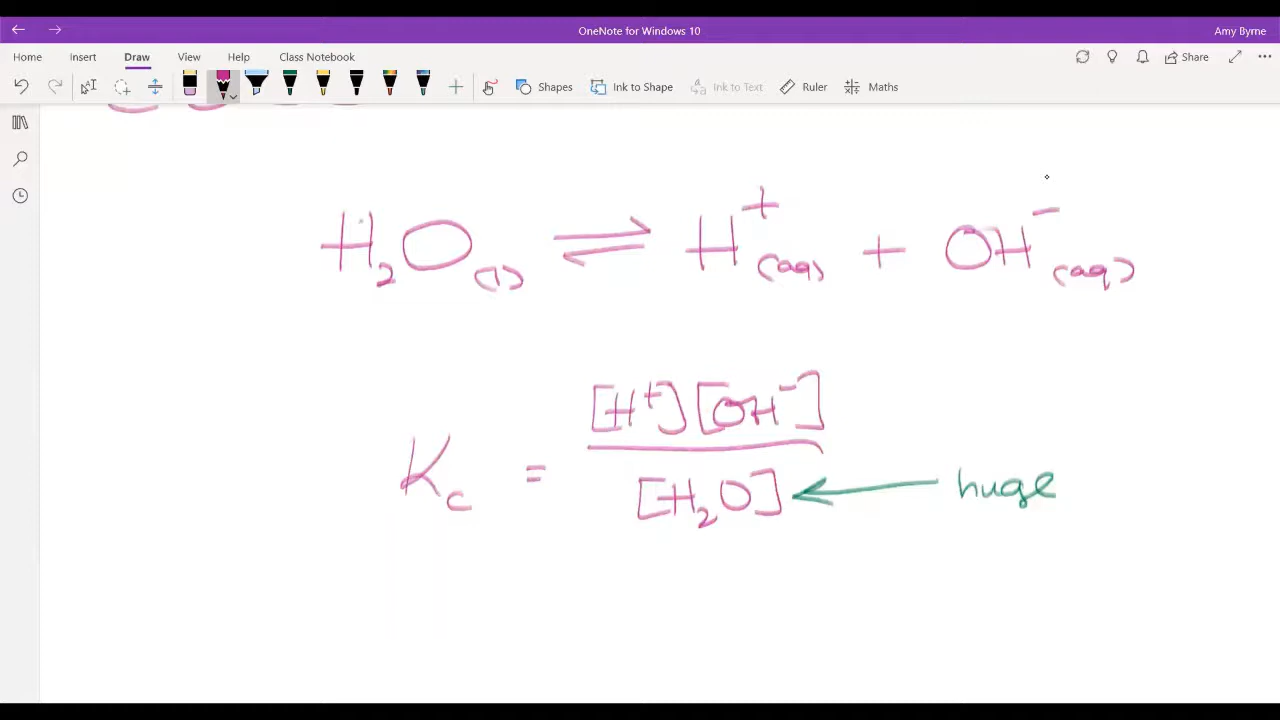 OneNote for Windows 10
Amy Byrne
Home Insert Draw View Help Class Notebook Share
Shapes Ink to Shape Ink to Text Ruler Maths
H₂O(l) ⇌ H⁺(aq) + OH⁻(aq)
Kc = [H⁺][OH⁻]
[H₂O] ← huge